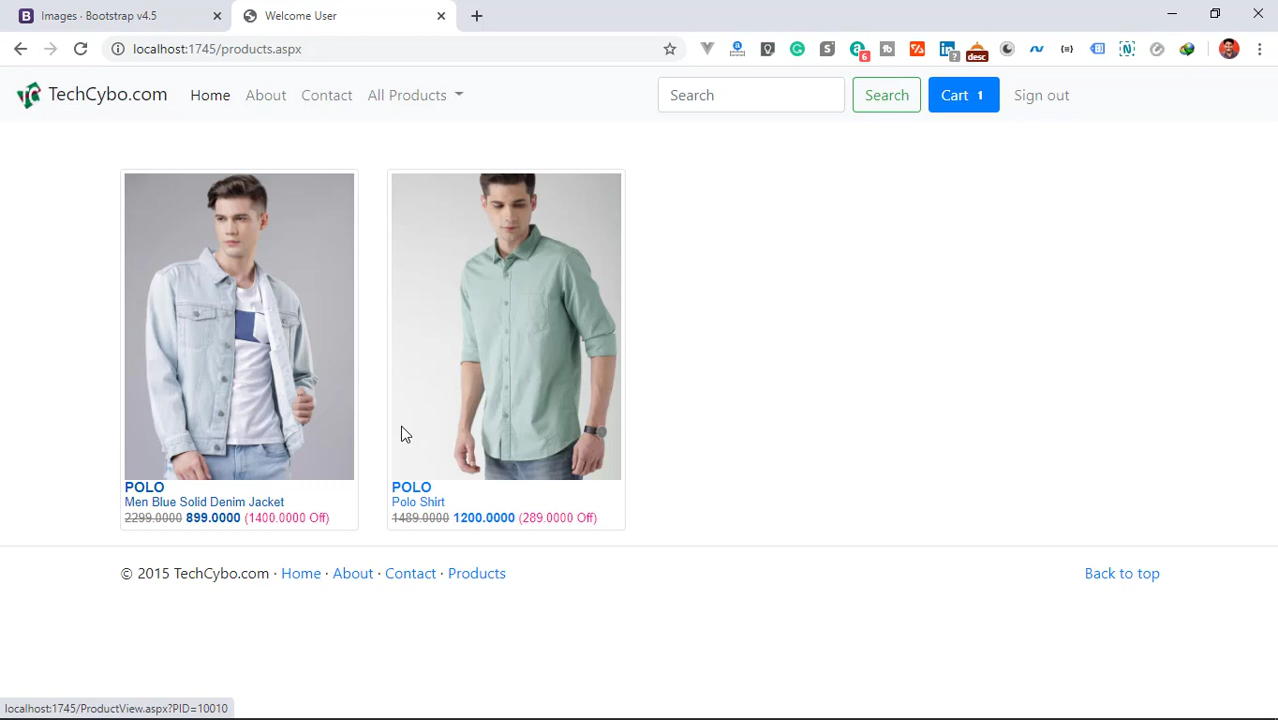 Images · Bootstrap v4.5
Welcome User
localhost:1745/products.aspx
6
?
desc
TechCybo.com
Home
About
Contact
All Products
Search
Search
Cart 1
Sign out
POLO
Men Blue Solid Denim Jacket
2299.0000 899.0000 (1400.0000 Off)
POLO
Polo Shirt
1489.0000 1200.0000 (289.0000 Off)
© 2015 TechCybo.com · Home · About · Contact · Products
Back to top
localhost:1745/ProductView.aspx?PID=10010